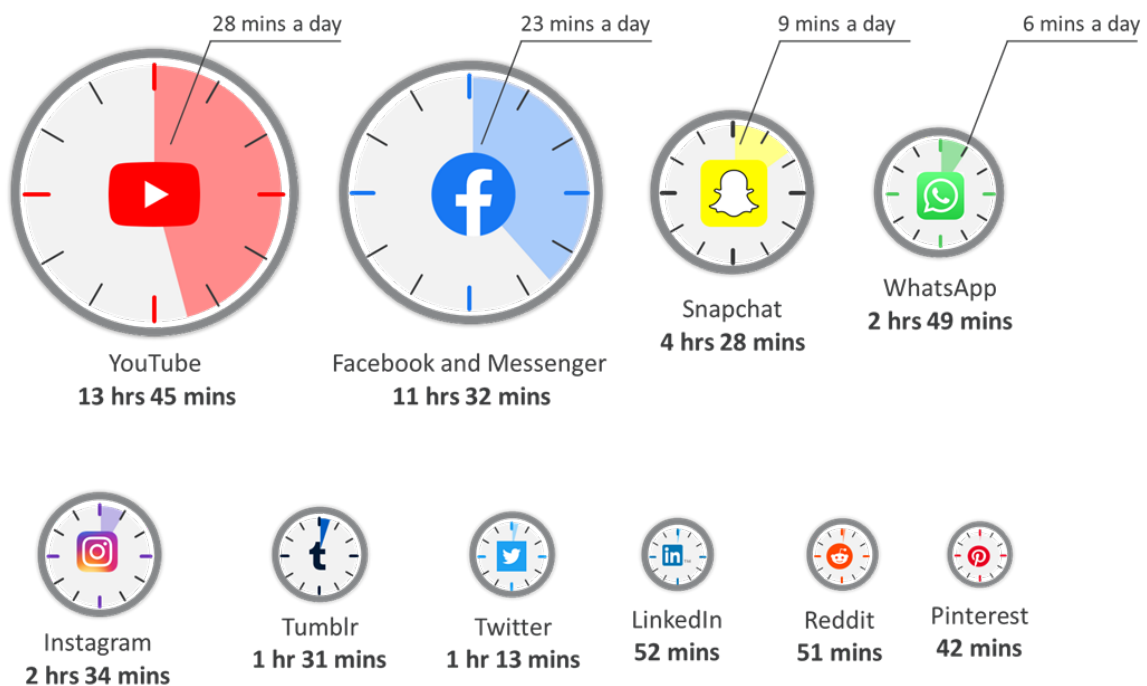 28 mins a day
23 mins a day
9 mins a day
6 mins a day
YouTube
13 hrs 45 mins
Facebook and Messenger
11 hrs 32 mins
Snapchat
4 hrs 28 mins
WhatsApp
2 hrs 49 mins
Instagram
2 hrs 34 mins
t
Tumblr
1 hr 31 mins
Twitter
1 hr 13 mins
in
LinkedIn
52 mins
Reddit
51 mins
Pinterest
42 mins